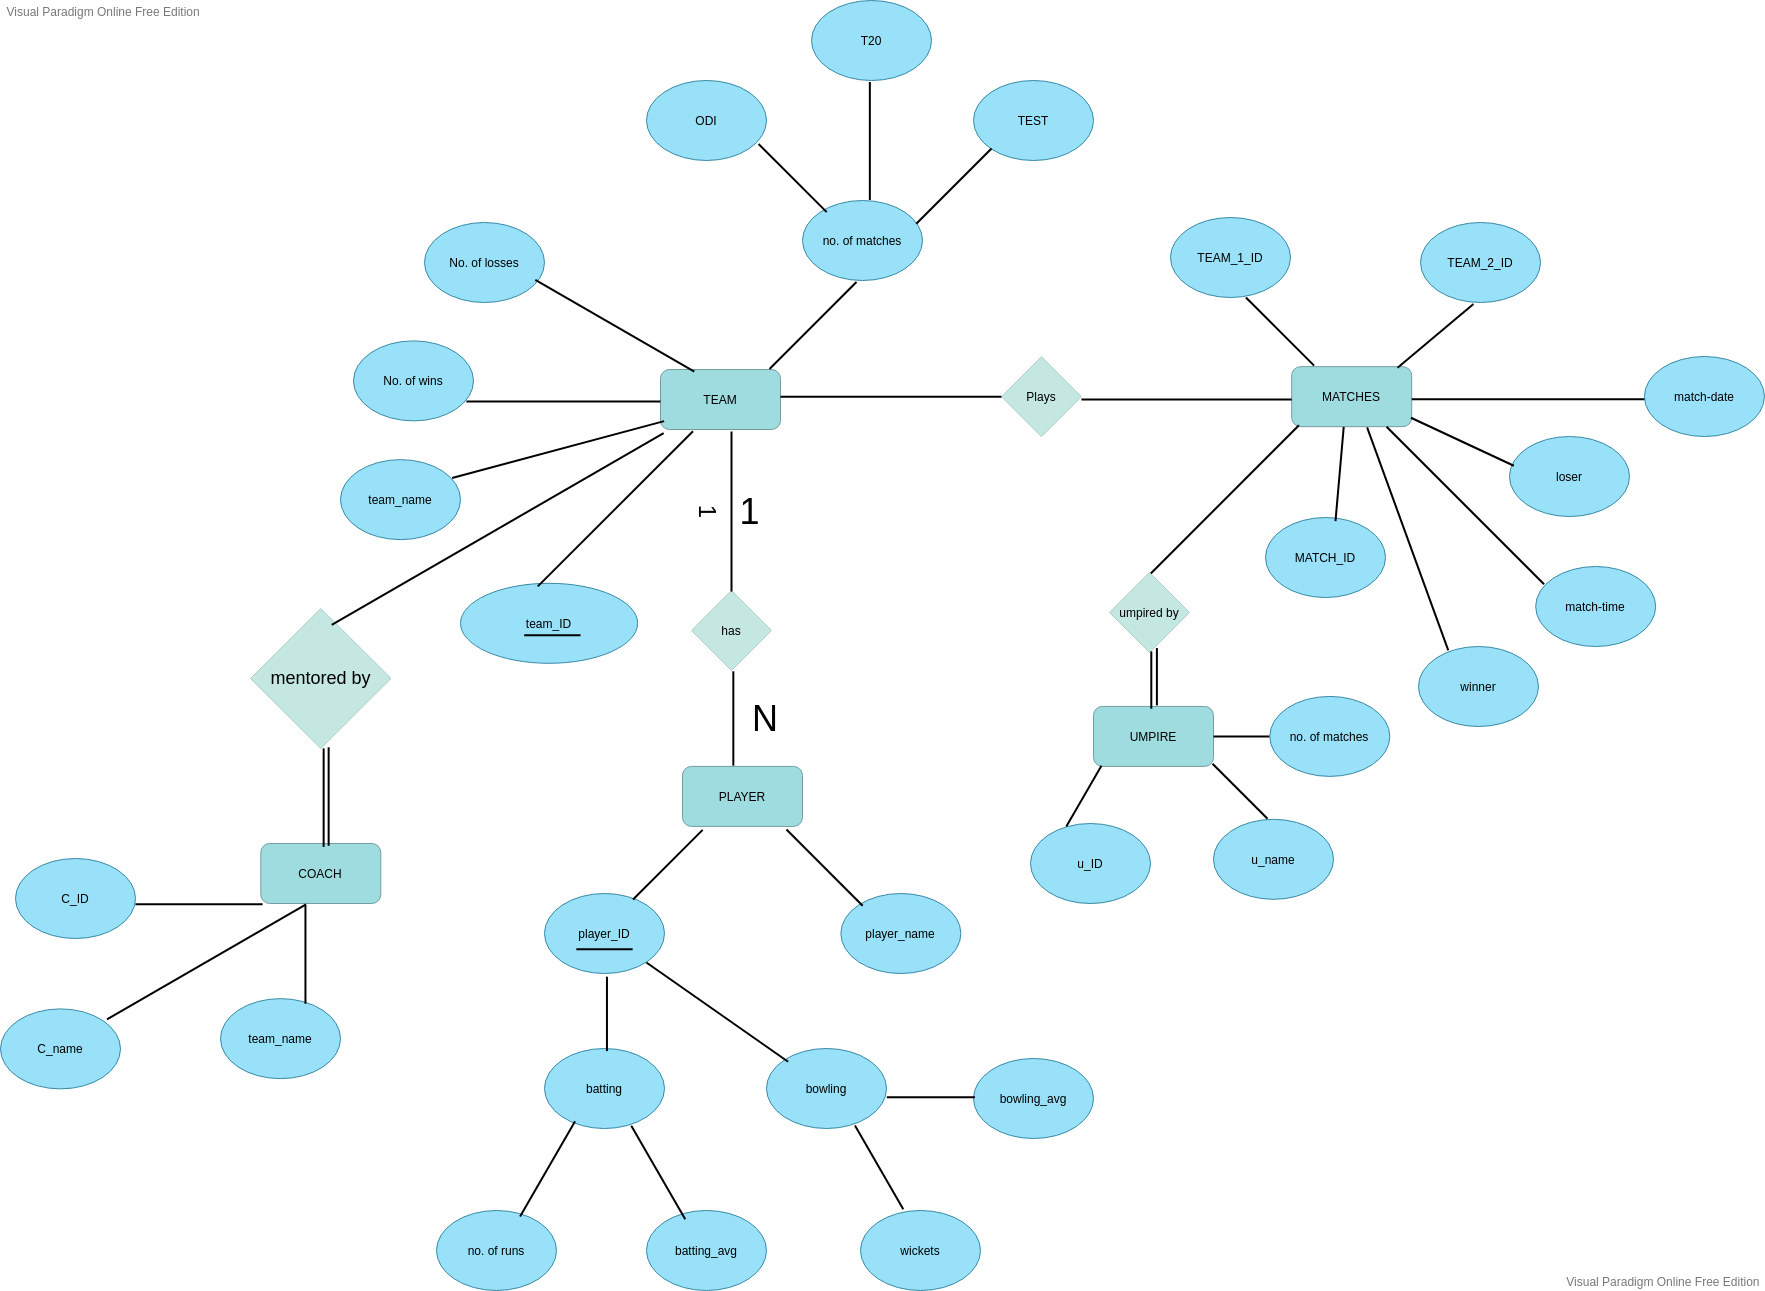 Visual Paradigm Online Free Edition
T20
ODI
TEST
no. of matches
No. of losses
TEAM_1_ID
TEAM_2_ID
No. of wins
TEAM
Plays
MATCHES
match-date
team_name
loser
1
1
MATCH_ID
team_ID
has
umpired by
match-time
mentored by
winner
N
UMPIRE
no. of matches
PLAYER
COACH
u_ID
u_name
C_ID
player_ID
player_name
C_name
team_name
batting
bowling
bowling_avg
no. of runs
batting_avg
wickets
Visual Paradigm Online Free Edition